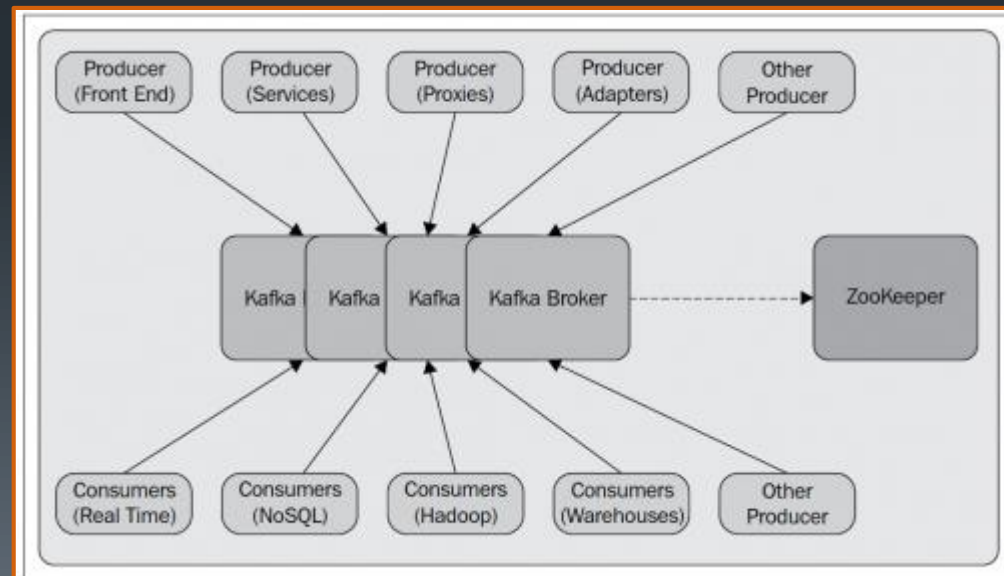 Producer
(Front End)
Producer
(Services)
Producer
(Proxies)
Producer
(Adapters)
Other
Producer
Kafka
Kafka
Kafka
Kafka Broker
ZooKeeper
Consumers
(Real Time)
Consumers
(NoSQL)
Consumers
(Hadoop)
Consumers
(Warehouses)
Other
Producer